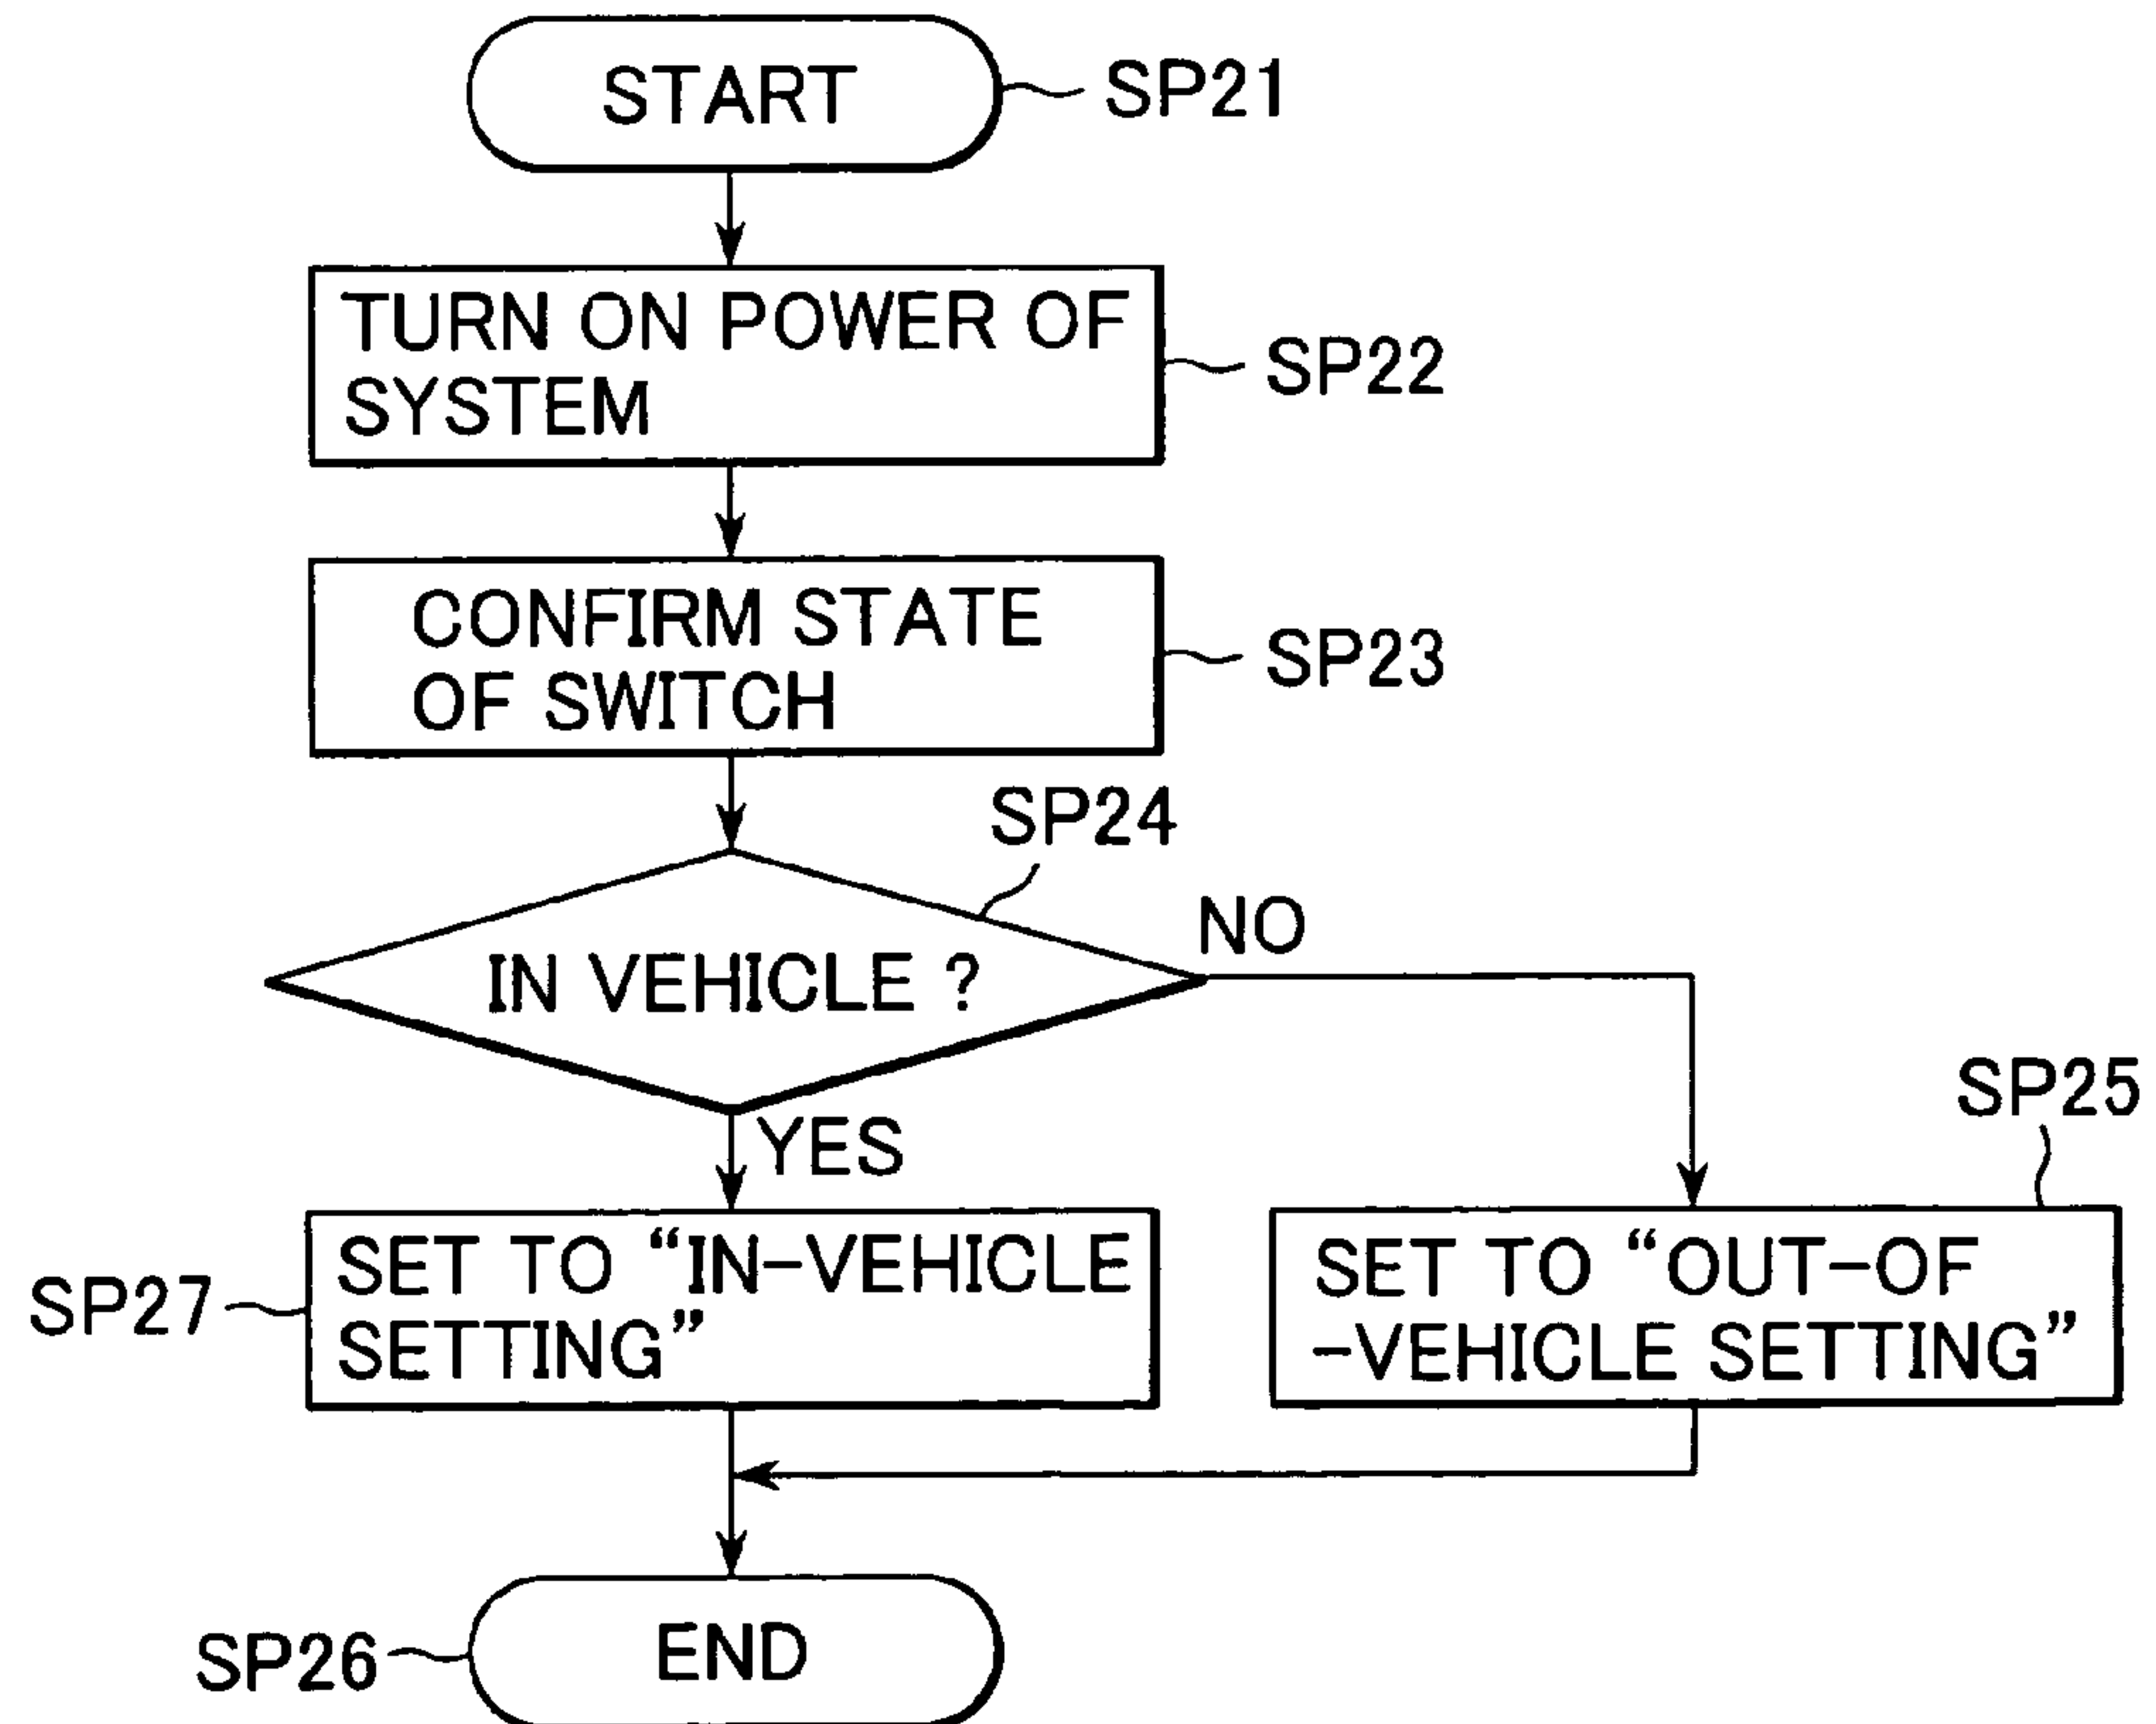 START
SP21
TURN ON POWER OF
SYSTEM
SP22
CONFIRM STATE
OF SWITCH
SP23
SP24
IN VEHICLE ?
NO
YES
SP25
SP27
SET TO “IN-VEHICLE
SETTING”
SET TO “OUT-OF
-VEHICLE SETTING”
SP26
END